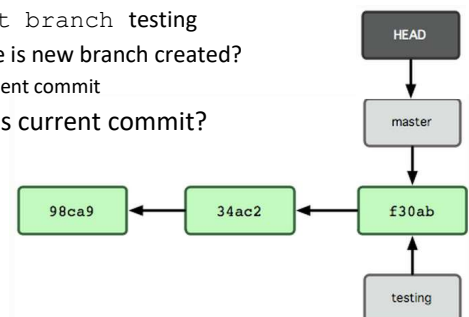 t branch testing
e is new branch created?
ent commit
s current commit?
HEAD
master
98ca9
34ac2
f30ab
testing